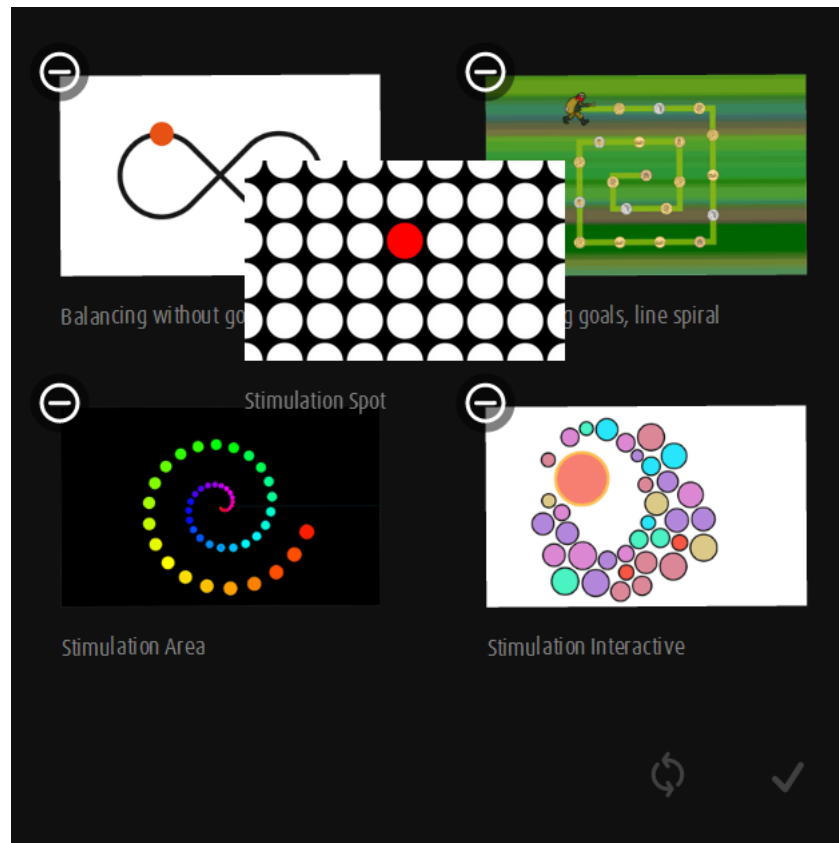 Balancing without go
g goals, line spiral
Stimulation Spot
Stimulation Area
Stimulation Interactive